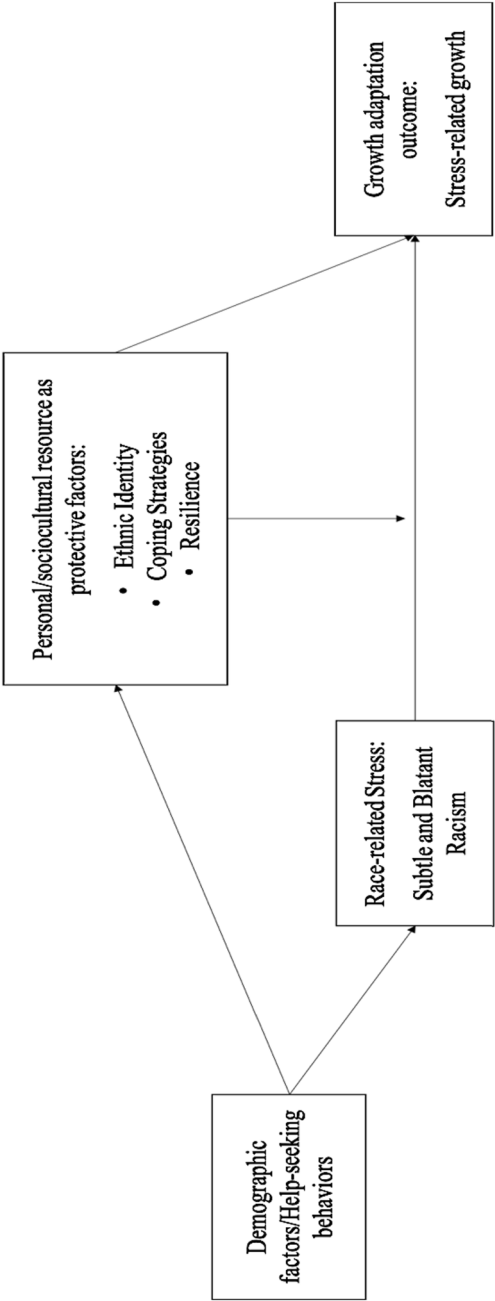 Demographic
factors/Help-seeking
behaviors
Personal/sociocultural resource as
protective factors:
• Ethnic Identity
• Coping Strategies
• Resilience
Race-related Stress:
Subtle and Blatant
Racism
Growth adaptation
outcome:
Stress-related growth